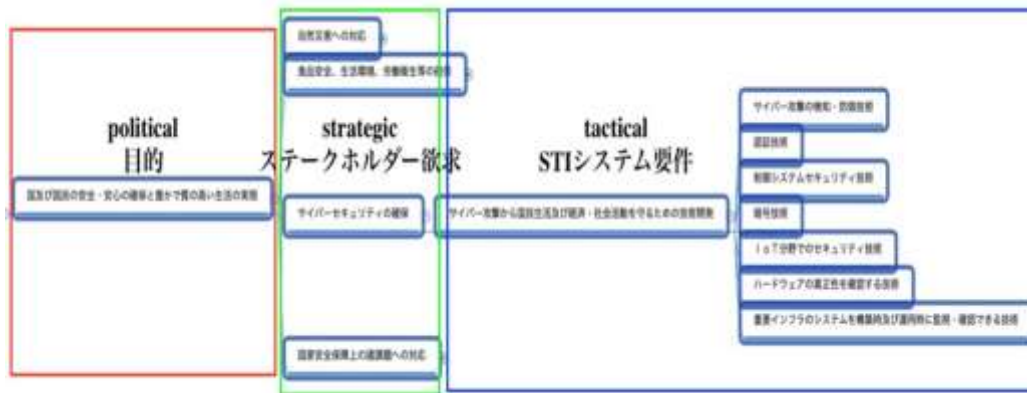 political
目的
国及び国民の安全・安心の確保と豊かで質の高い生活の実現
strategic
ステークホルダー欲求
自然災害への対応
食品安全、生活環境、労働衛生等の確保
サイバーセキュリティの確保
国家安全保障上の諸課題への対応
tactical
STIシステム要件
サイバー攻撃から国民生活及び経済・社会活動を守るための技術開発
サイバー攻撃の検知・防御技術
認証技術
制御システムセキュリティ技術
暗号技術
IoT分野でのセキュリティ技術
ハードウェアの真正性を確認する技術
重要インフラのシステムを構築時及び運用時に監視・確認できる技術